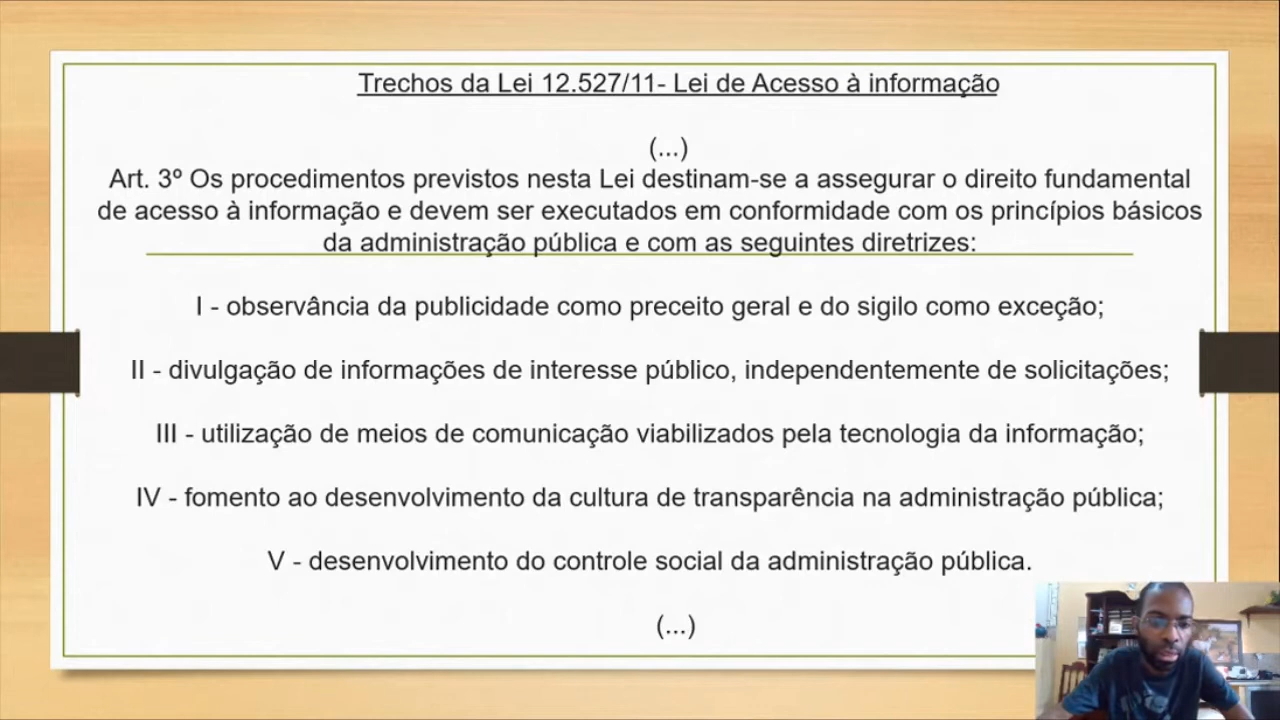 Trechos da Lei 12.527/11- Lei de Acesso à informação
(...)
Art. 3º Os procedimentos previstos nesta Lei destinam-se a assegurar o direito fundamental
de acesso à informação e devem ser executados em conformidade com os princípios básicos
da administração pública e com as seguintes diretrizes:
I - observância da publicidade como preceito geral e do sigilo como exceção;
II - divulgação de informações de interesse público, independentemente de solicitações;
III - utilização de meios de comunicação viabilizados pela tecnologia da informação;
IV - fomento ao desenvolvimento da cultura de transparência na administração pública;
V - desenvolvimento do controle social da administração pública.
(...)